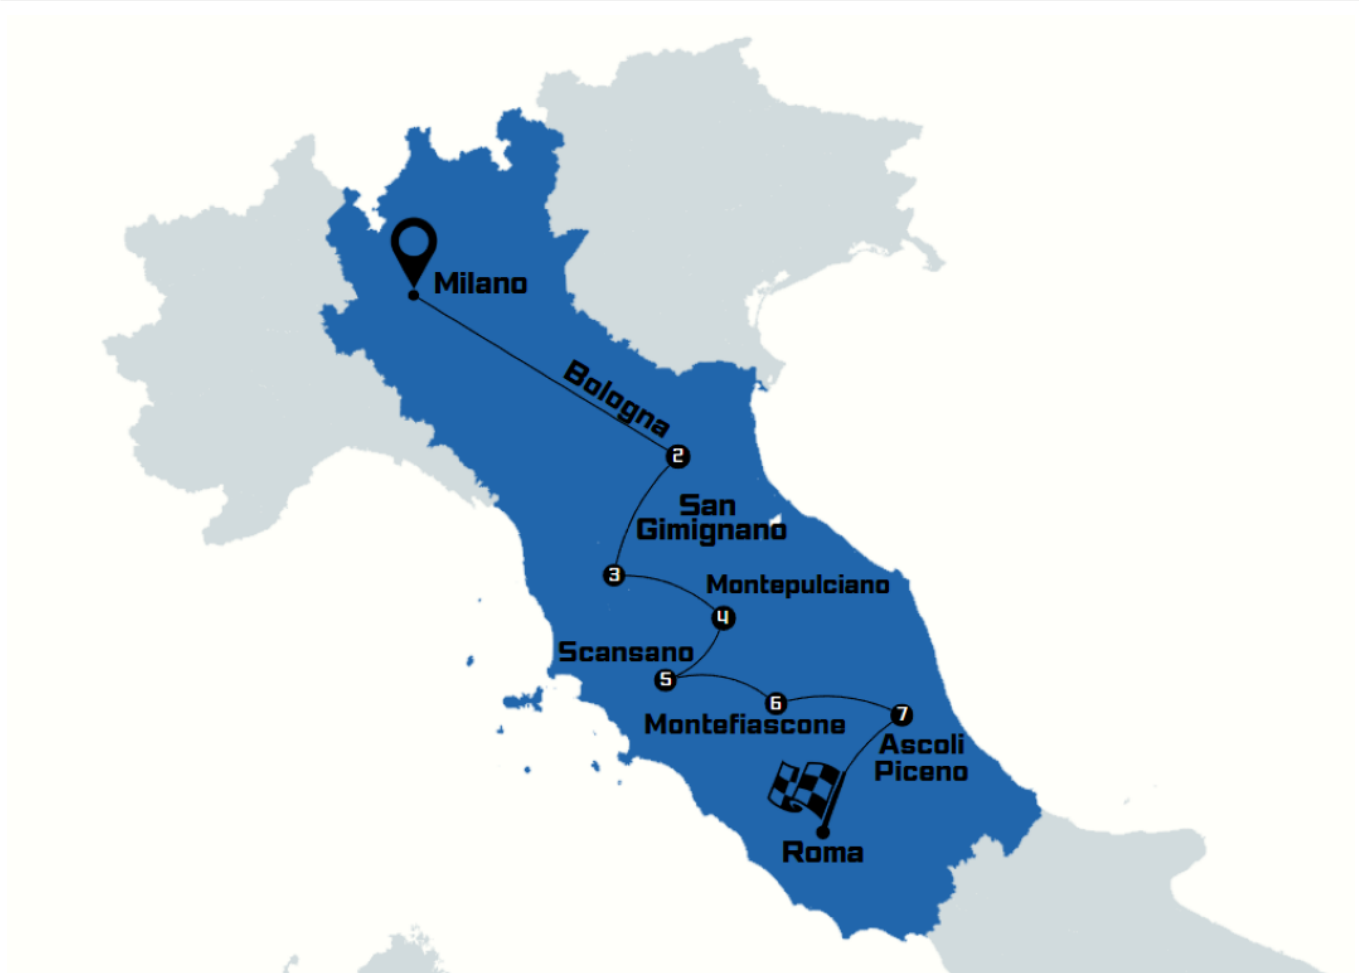 Milano
Bologna
2
San
Gimignano
3
Montepulciano
4
Scansano
5
6
Montefiascone
7
Ascoli
Piceno
Roma